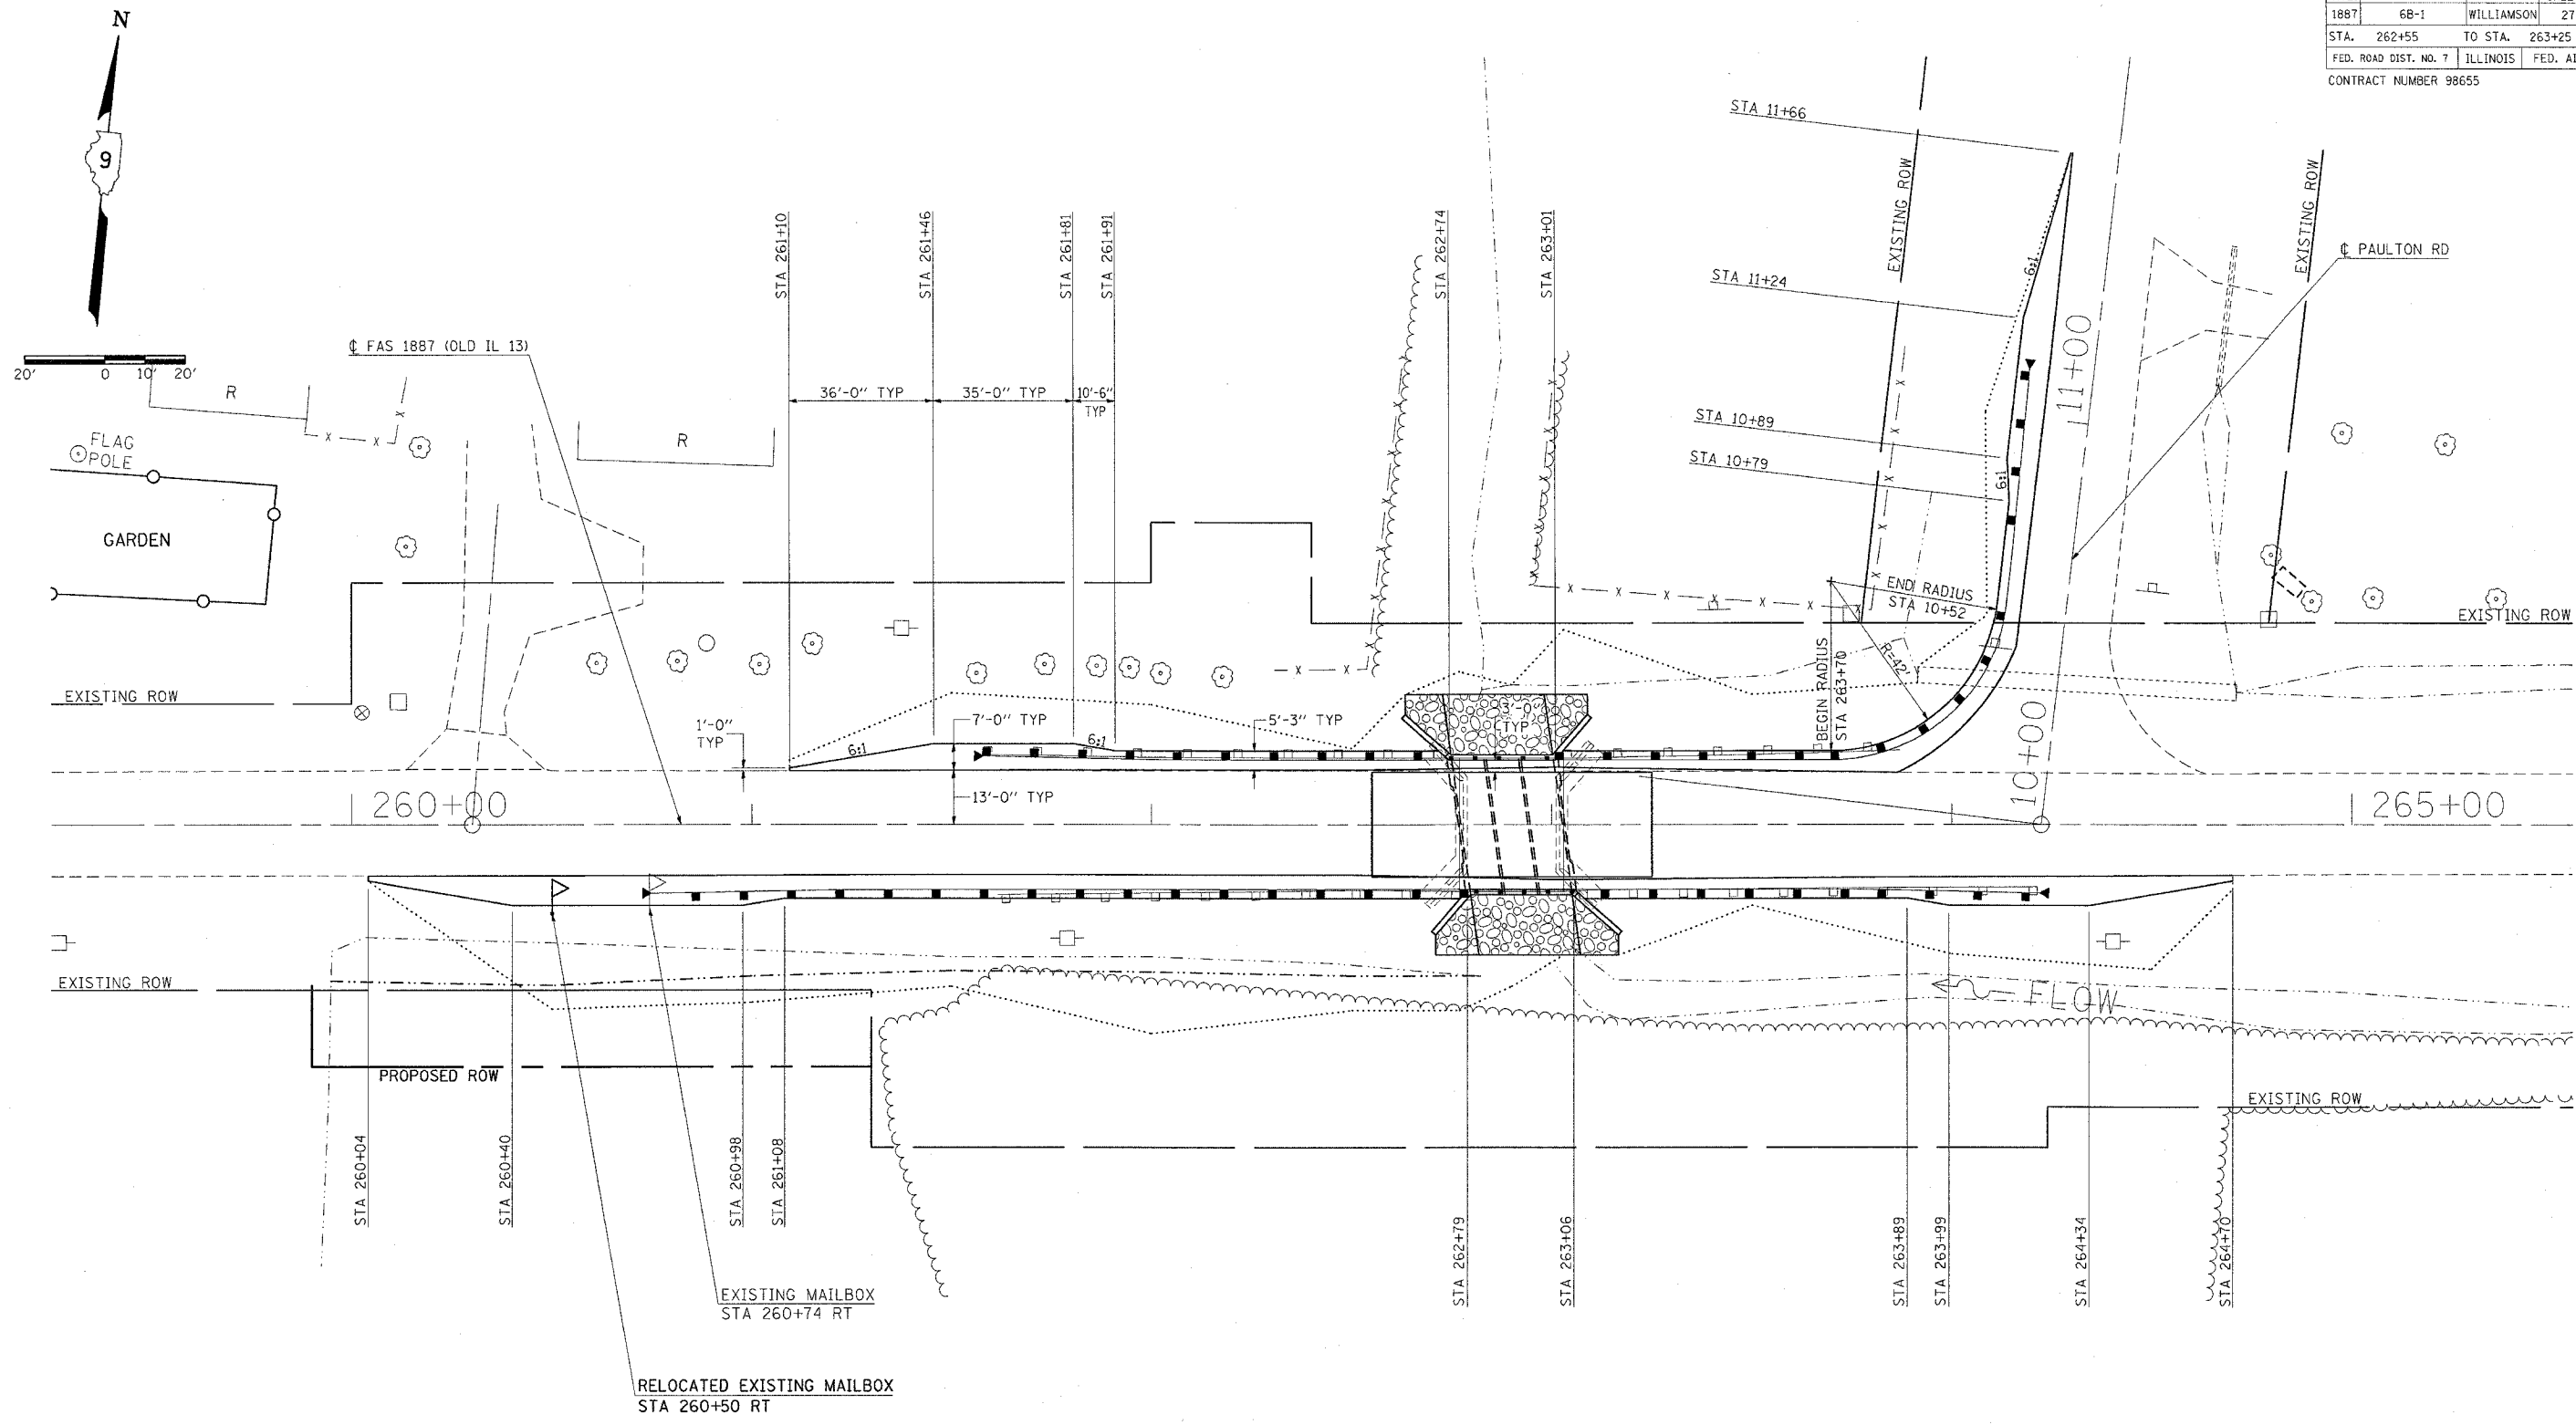 1887 6B-1 WILLIAMSON 27
STA. 262+55 TO STA. 263+25
FED. ROAD DIST. NO. 7 ILLINOIS FED. AI
CONTRACT NUMBER 98655
N
9
20' 0 10' 20'
℄ FAS 1887 (OLD IL 13)
R
R
FLAG
POLE
GARDEN
EXISTING ROW
STA 261+10
STA 261+46
STA 261+81
STA 261+91
STA 262+74
STA 263+01
36'-0" TYP
35'-0" TYP
10'-6"
TYP
STA 11+66
STA 11+24
STA 10+89
STA 10+79
EXISTING ROW
EXISTING ROW
℄ PAULTON RD
6:1
6:1
11+00
10+00
END RADIUS
STA 10+52
R=42'
BEGIN RADIUS
STA 263+70
EXISTING ROW
1'-0"
TYP
6:1
7'-0" TYP
6:1
5'-3" TYP
3'-0"
TYP
13'-0" TYP
260+00
265+00
EXISTING ROW
FLOW
PROPOSED ROW
EXISTING ROW
STA 260+04
STA 260+40
STA 260+98
STA 261+08
STA 262+79
STA 263+06
STA 263+89
STA 263+99
STA 264+34
STA 264+70
EXISTING MAILBOX
STA 260+74 RT
RELOCATED EXISTING MAILBOX
STA 260+50 RT